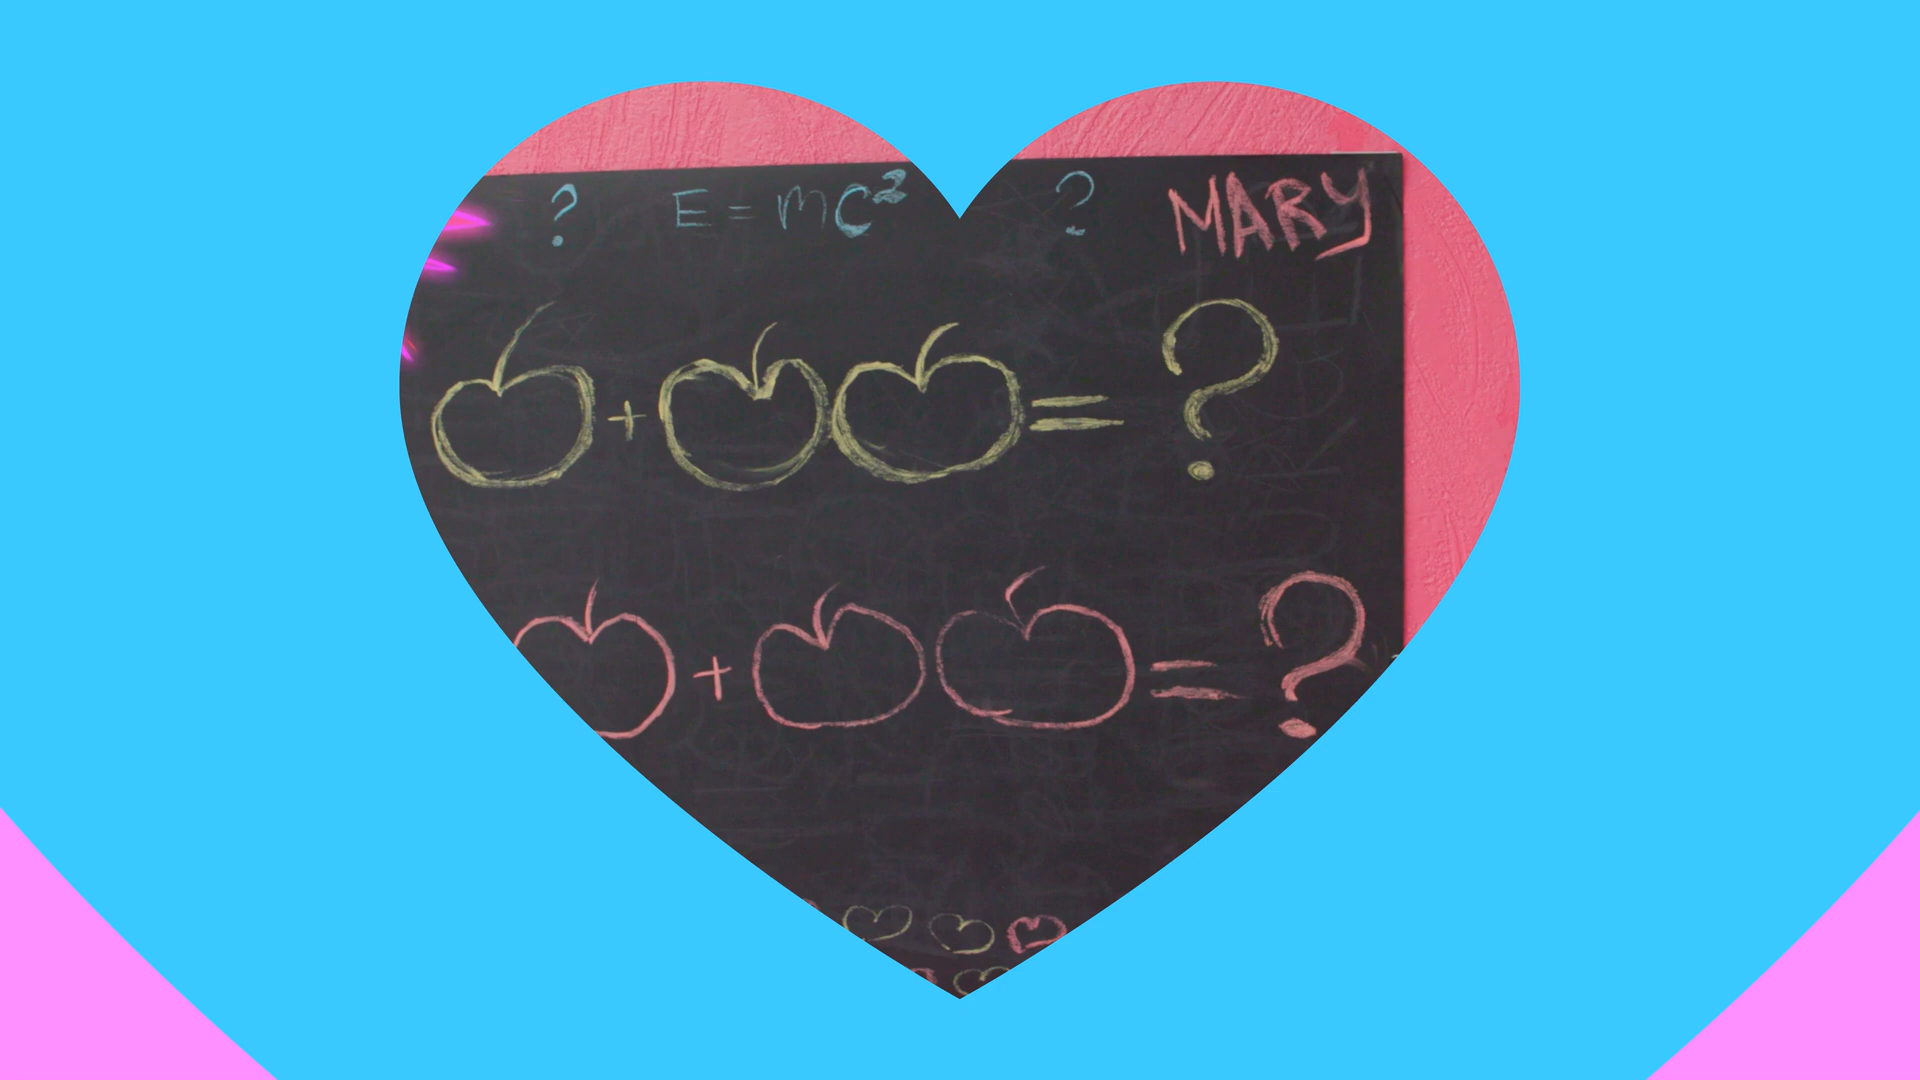 ? E = mc² ? MARY
+ = ?
+ = ?